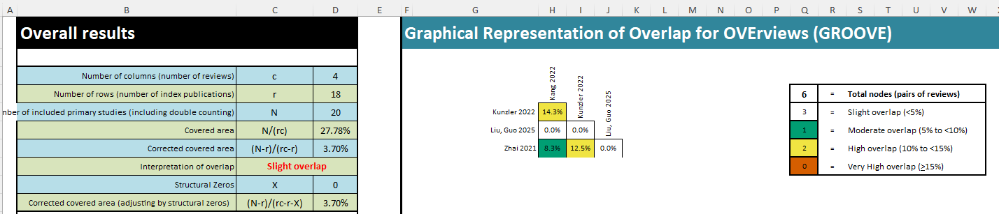 A B C D E F G H I J K L M N O P Q R S T U V W
Overall results
Graphical Representation of Overlap for OVErviews (GROOVE)
Number of columns (number of reviews) c 4
Number of rows (number of index publications) r 18
nber of included primary studies (including double counting) N 20
Covered area N/(rc) 27.78%
Corrected covered area (N-r)/(rc-r) 3.70%
Interpretation of overlap Slight overlap
Structural Zeros X 0
Corrected covered area (adjusting by structural zeros) (N-r)/(rc-r-X) 3.70%
Kang 2022
Kunzler 2022
Liu, Guo 2025
Kunzler 2022 14.3%
Liu, Guo 2025 0.0% 0.0%
Zhai 2021 8.3% 12.5% 0.0%
6 = Total nodes (pairs of reviews)
3 = Slight overlap (<5%)
1 = Moderate overlap (5% to <10%)
2 = High overlap (10% to <15%)
0 = Very High overlap (≥15%)